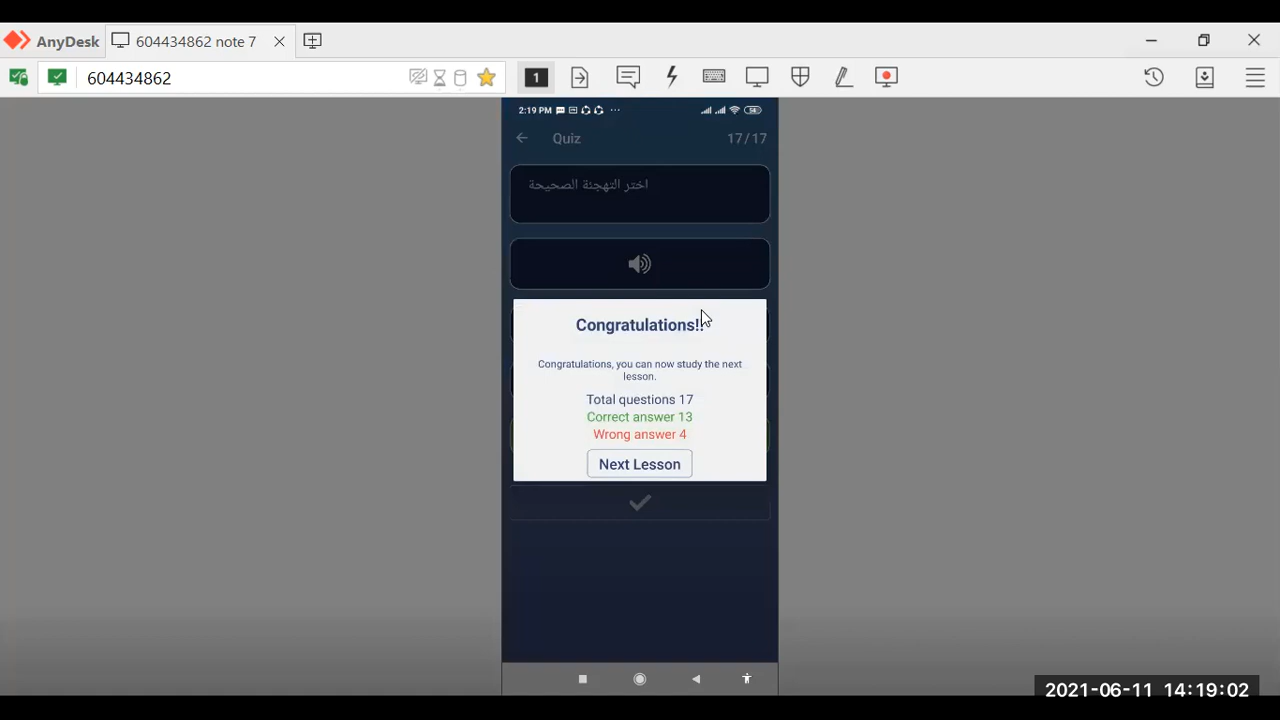 AnyDesk
604434862 note 7
604434862
1
2:19 PM
Quiz
17/17
اختر التهجئة الصحيحة
Congratulations!!
Congratulations, you can now study the next
lesson.
Total questions 17
Correct answer 13
Wrong answer 4
Next Lesson
2021-06-11 14:19:02